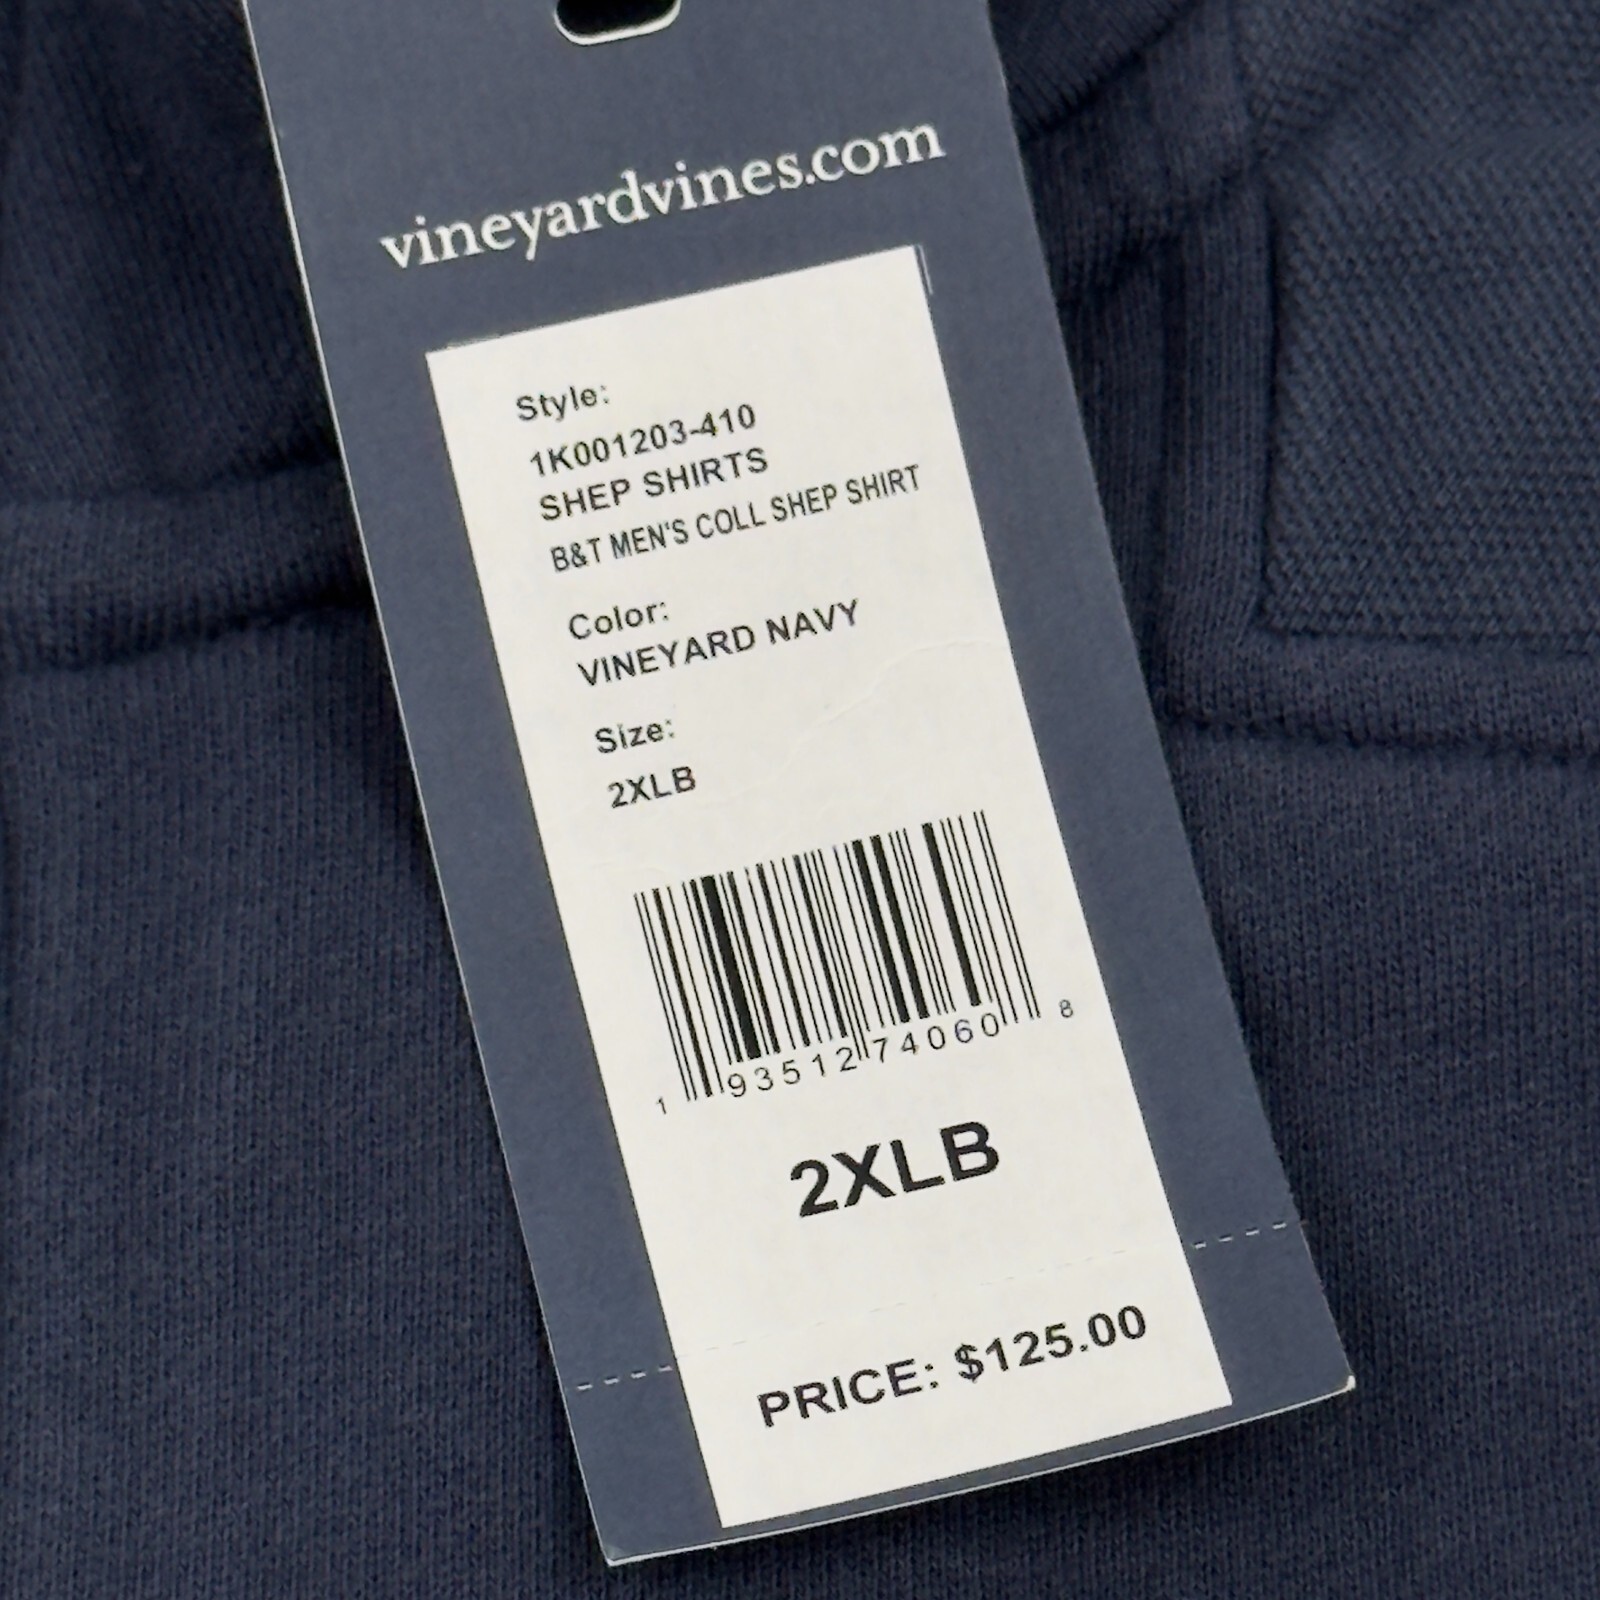 vineyardvines.com
Style:
1K001203-410
SHEP SHIRTS
B&T MEN'S COLL SHEP SHIRT
Color:
VINEYARD NAVY
Size:
2XLB
1 93512 74060 8
2XLB
PRICE: $125.00